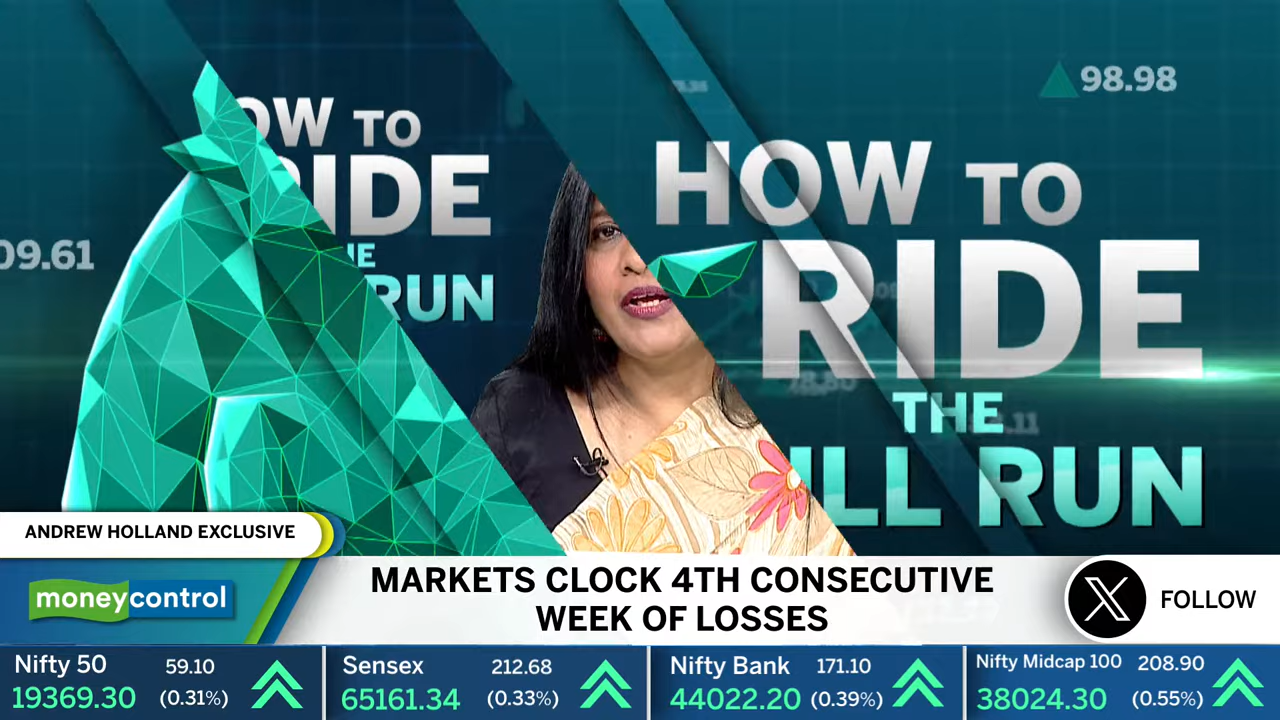 OW TO
RIDE
THE
RUN
98.98
09.61
HOW TO
RIDE
THE
ULL RUN
ANDREW HOLLAND EXCLUSIVE
moneycontrol
MARKETS CLOCK 4TH CONSECUTIVE
WEEK OF LOSSES
X FOLLOW
Nifty 50 59.10
19369.30 (0.31%)
Sensex 212.68
65161.34 (0.33%)
Nifty Bank 171.10
44022.20 (0.39%)
Nifty Midcap 100 208.90
38024.30 (0.55%)